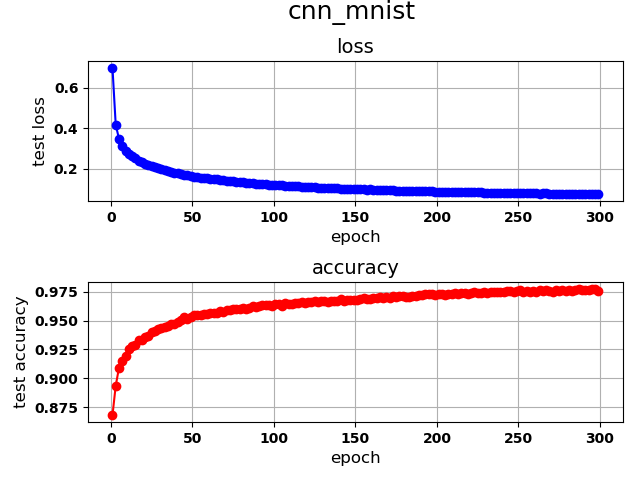 cnn_mnist
loss
test loss
0.6
0.4
0.2
0 50 100 150 200 250 300
epoch
accuracy
test accuracy
0.975
0.950
0.925
0.900
0.875
0 50 100 150 200 250 300
epoch